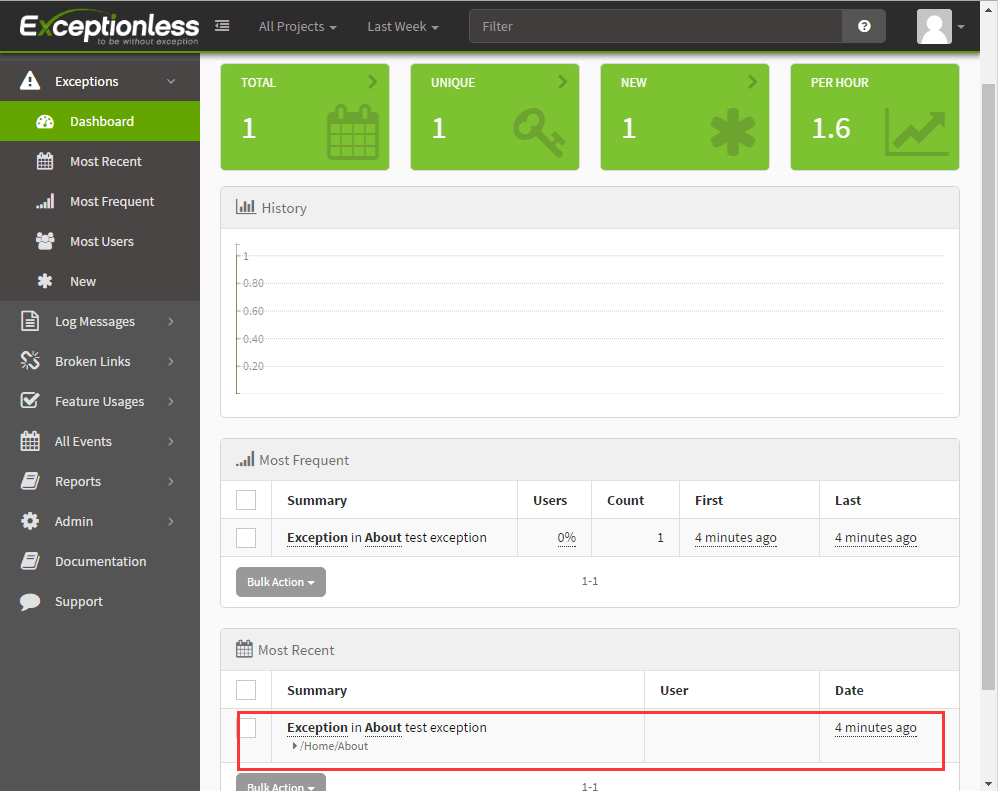 Exceptionless
to be without exception
All Projects
Last Week
Filter
?
Exceptions
Dashboard
Most Recent
Most Frequent
Most Users
New
Log Messages
Broken Links
Feature Usages
All Events
Reports
Admin
Documentation
Support
TOTAL
1
UNIQUE
1
NEW
1
PER HOUR
1.6
History
1
0.80
0.60
0.40
0.20
Most Frequent
Summary Users Count First Last
Exception in About test exception 0% 1 4 minutes ago 4 minutes ago
Bulk Action 1-1
Most Recent
Summary User Date
Exception in About test exception 4 minutes ago
/Home/About
Bulk Action 1-1